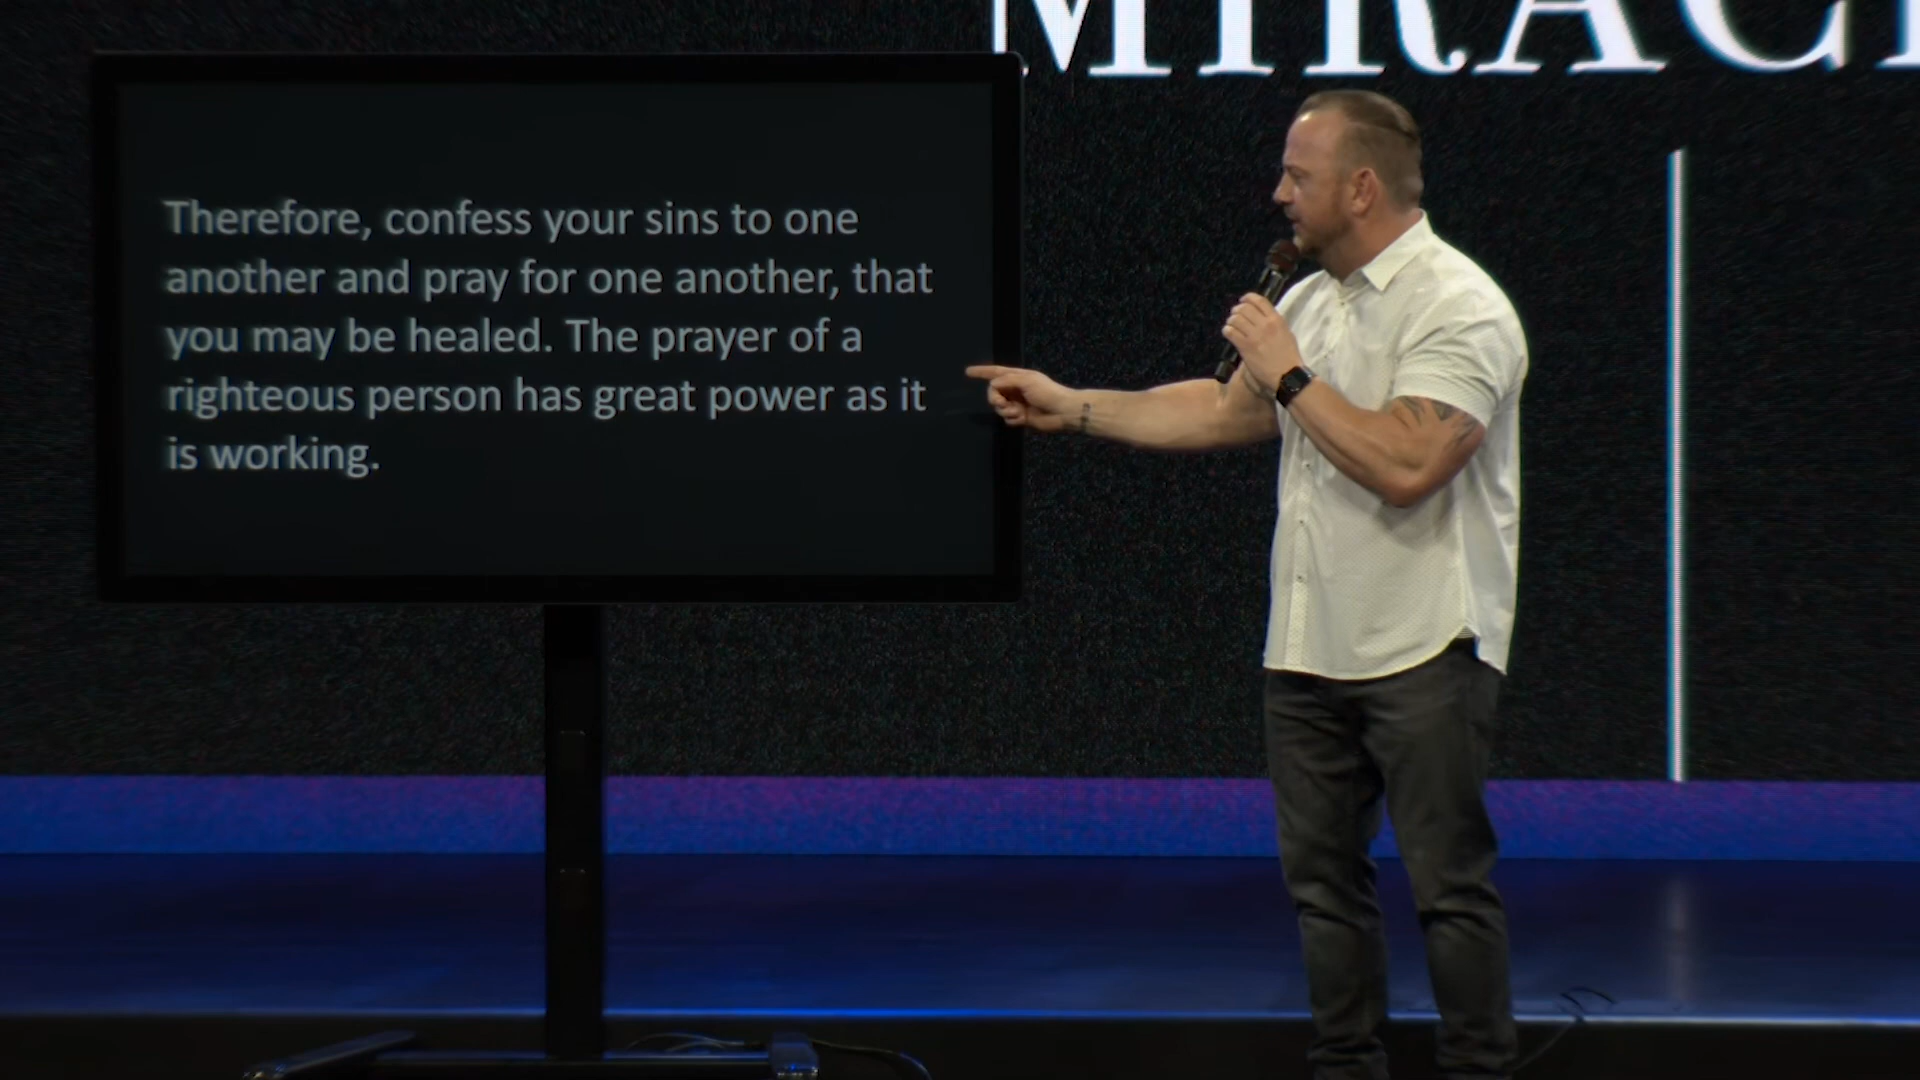 MIRAC
Therefore, confess your sins to one
another and pray for one another, that
you may be healed. The prayer of a
righteous person has great power as it
is working.